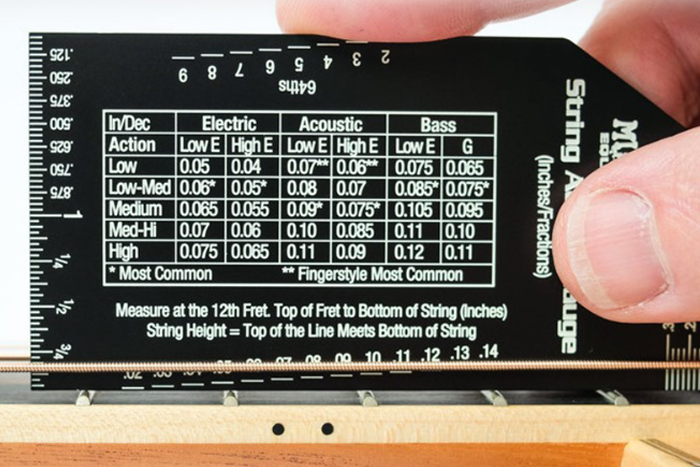 .125
.250
.375
.500
.625
.750
.875
1
1/4
1/2
3/4
9 8 7 6 5 4 3 2
64ths
In/Dec Electric Acoustic Bass
Action Low E High E Low E High E Low E G
Low 0.05 0.04 0.07** 0.06** 0.075 0.065
Low-Med 0.06* 0.05* 0.08 0.07 0.085* 0.075*
Medium 0.065 0.055 0.09* 0.075* 0.105 0.095
Med-Hi 0.07 0.06 0.10 0.085 0.11 0.10
High 0.075 0.065 0.11 0.09 0.12 0.11
* Most Common ** Fingerstyle Most Common
Measure at the 12th Fret. Top of Fret to Bottom of String (Inches)
String Height = Top of the Line Meets Bottom of String
.02 .03 .04 .05 .06 .07 .08 .09 .10 .11 .12 .13 .14
String
(Inches/Fractions)